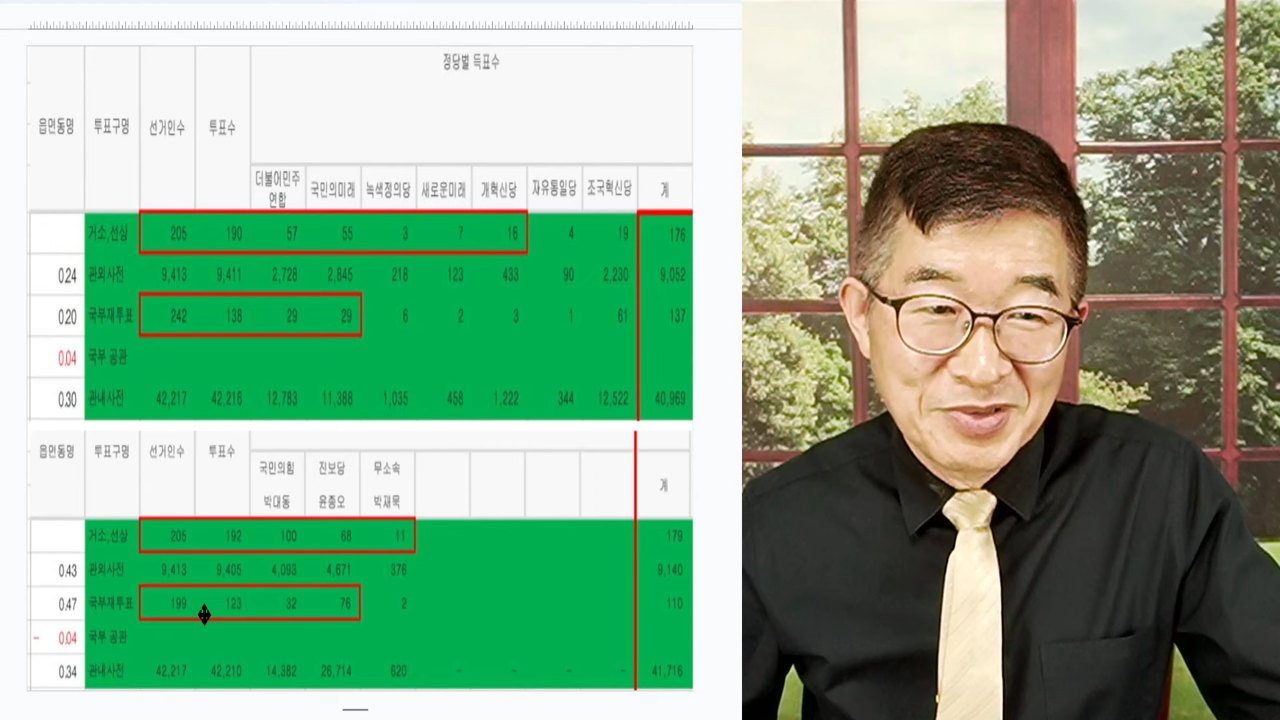 정당별 득표수
읍면동명 투표구명 선거인수 투표수
더불어민주연합 국민의미래 녹색정의당 새로운미래 개혁신당 자유통일당 조국혁신당 계
거소,선상 205 190 57 55 3 7 16 4 19 176
0.24 관외사전 9,413 9,411 2,728 2,845 218 123 433 90 2,230 9,052
0.20 국부재투표 242 138 29 29 6 2 3 1 61 137
0.04 국부 공관
0.30 관내사전 42,217 42,216 12,783 11,388 1,035 458 1,222 344 12,522 40,969
읍면동명 투표구명 선거인수 투표수
국민의힘 진보당 무소속
계
박대동 윤종오 박재묵
거소,선상 205 192 100 68 11 179
0.43 관외사전 9,413 9,405 4,093 4,671 376 9,140
0.47 국부재투표 199 123 32 76 2 110
- 0.04 국부 공관
0.34 관내사전 42,217 42,210 14,382 26,714 620 - - - - 41,716